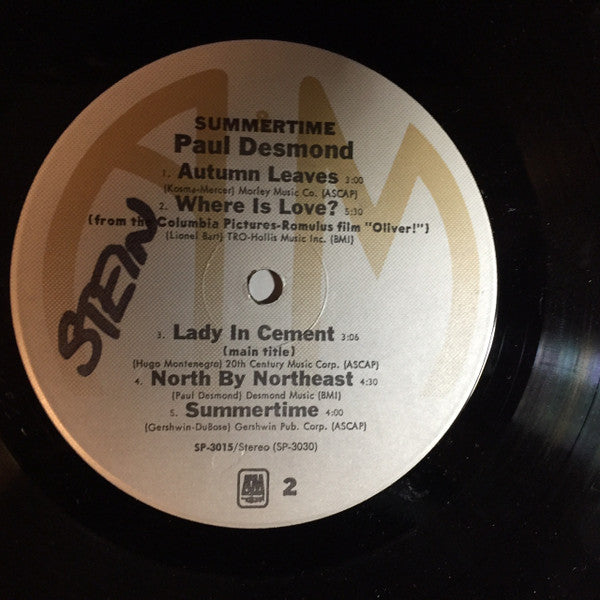 SUMMERTIME
Paul Desmond
1. Autumn Leaves 3:00
(Kosma-Mercer) Morley Music Co. (ASCAP)
2. Where Is Love? 5:30
(from the Columbia Pictures-Romulus film "Oliver!")
(Lionel Bart) TRO-Hollis Music Inc. (BMI)
STEIN
3. Lady In Cement 3:06
(main title)
(Hugo Montenegro) 20th Century Music Corp. (ASCAP)
4. North By Northeast 4:30
(Paul Desmond) Desmond Music (BMI)
5. Summertime 4:00
(Gershwin-DuBose) Gershwin Pub. Corp. (ASCAP)
SP-3015/Stereo (SP-3030)
A&M
2